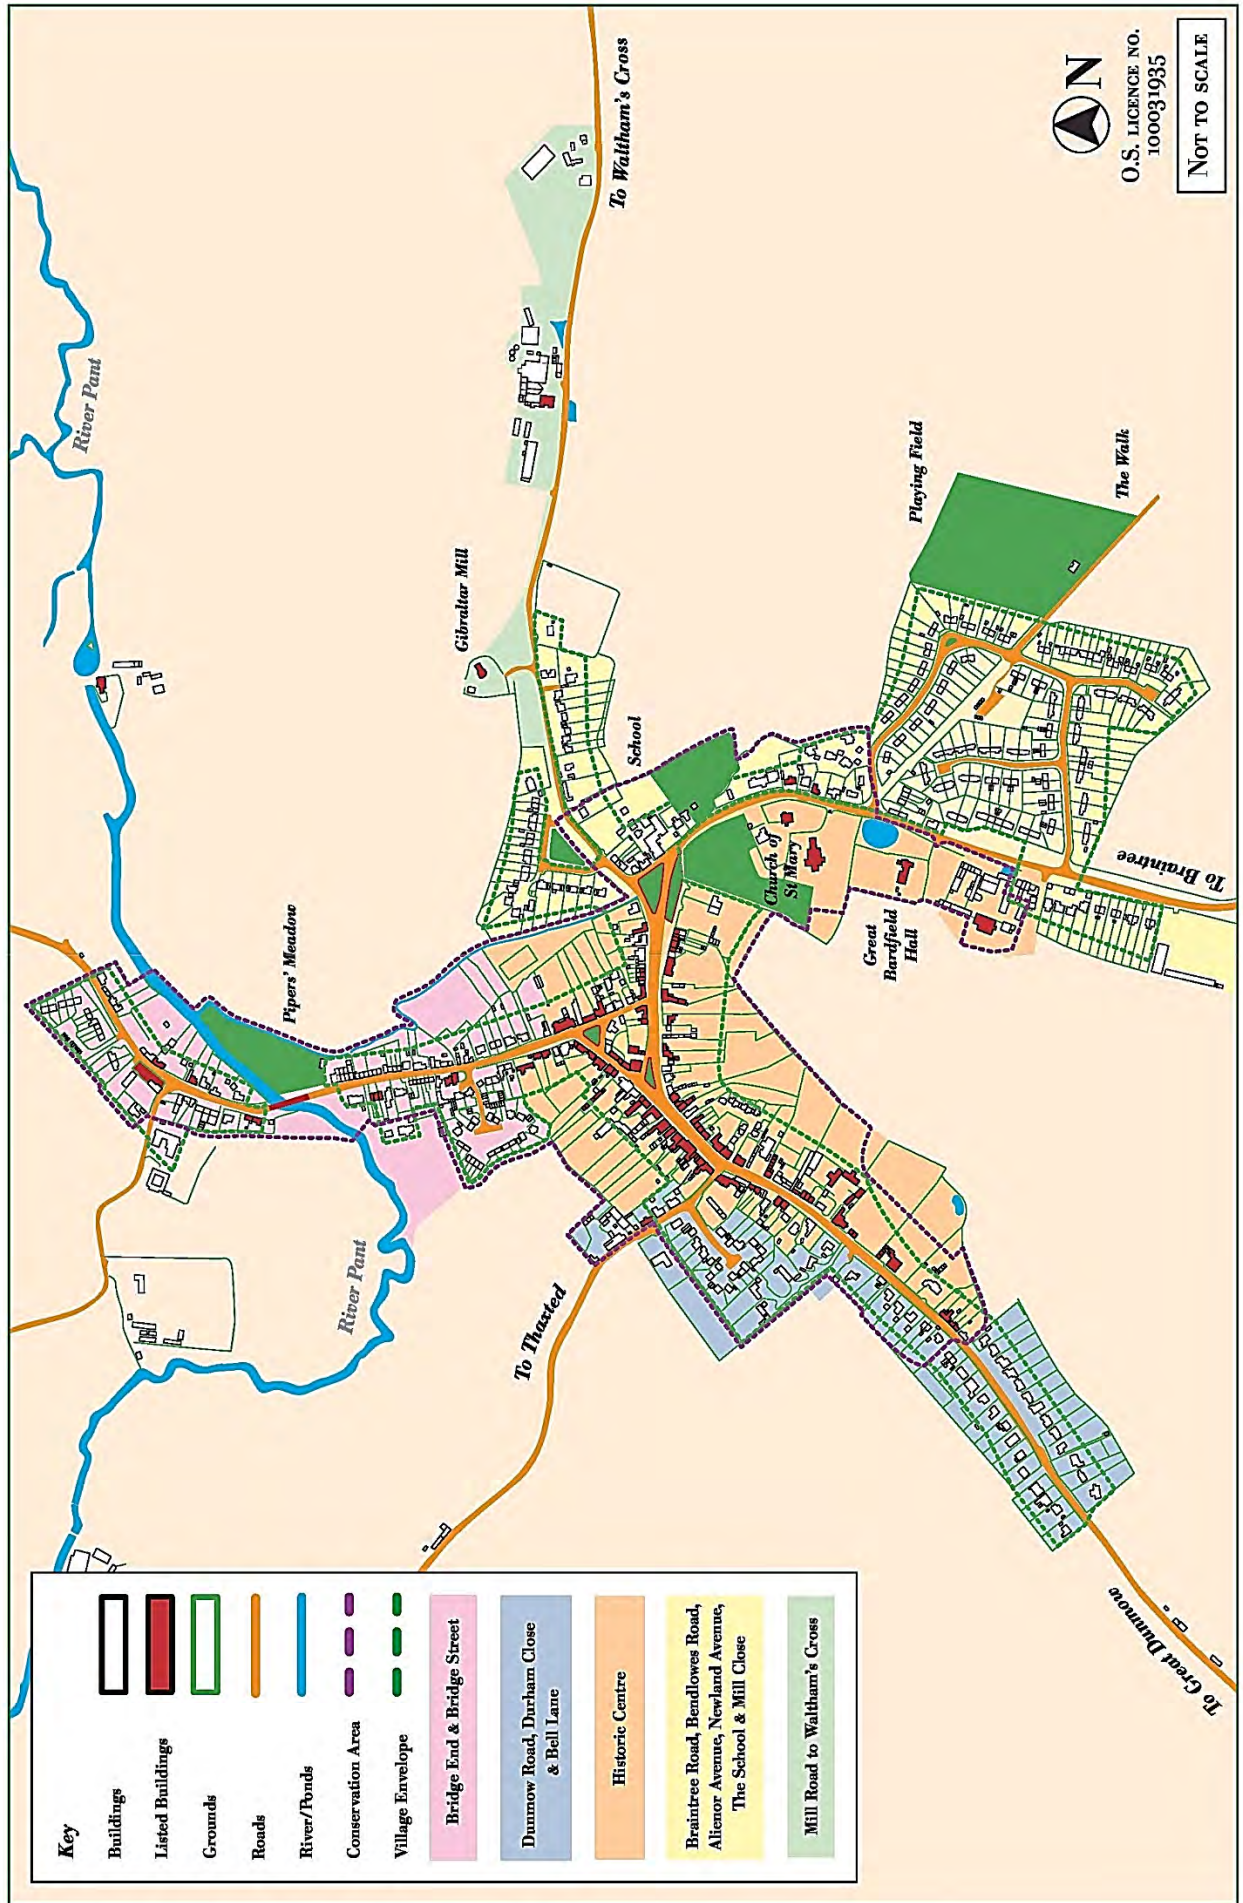 Key
Buildings
Listed Buildings
Grounds
Roads
River/Ponds
Conservation Area
Village Envelope
Bridge End & Bridge Street
Dunmow Road, Durham Close
& Bell Lane
Historic Centre
Braintree Road, Bendlowes Road,
Alienor Avenue, Newland Avenue,
The School & Mill Close
Mill Road to Waltham's Cross
River Pant
To Thaxted
To Great Dunmow
Pipers' Meadow
Gibraltar Mill
School
Church of
St Mary
Great
Bardfield
Hall
To Braintree
Playing Field
The Walk
River Pant
To Waltham's Cross
N
O.S. LICENCE NO.
100031935
NOT TO SCALE